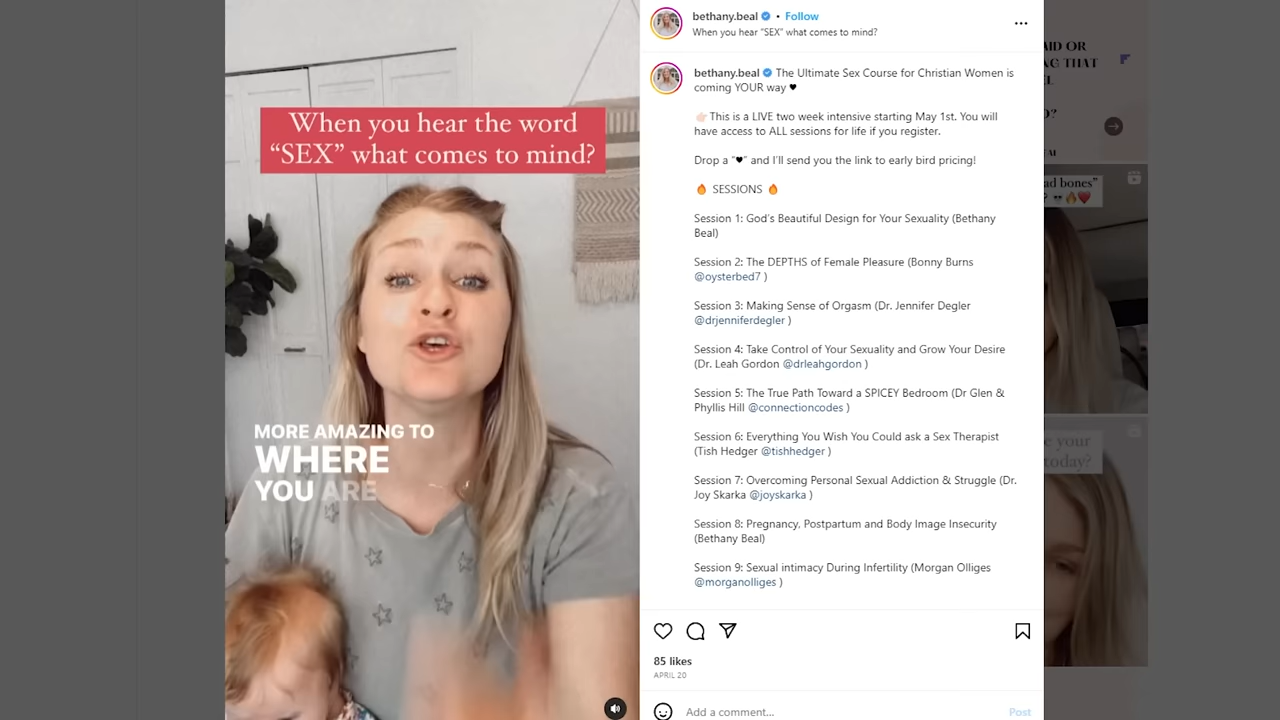 When you hear the word
“SEX” what comes to mind?
MORE AMAZING TO
WHERE
YOU ARE
bethany.beal • Follow
When you hear “SEX” what comes to mind?
bethany.beal The Ultimate Sex Course for Christian Women is
coming YOUR way ♥
👉🏻 This is a LIVE two week intensive starting May 1st. You will
have access to ALL sessions for life if you register.
Drop a “♥” and I’ll send you the link to early bird pricing!
🔥 SESSIONS 🔥
Session 1: God’s Beautiful Design for Your Sexuality (Bethany
Beal)
Session 2: The DEPTHS of Female Pleasure (Bonny Burns
@oysterbed7 )
Session 3: Making Sense of Orgasm (Dr. Jennifer Degler
@drjenniferdegler )
Session 4: Take Control of Your Sexuality and Grow Your Desire
(Dr. Leah Gordon @drleahgordon )
Session 5: The True Path Toward a SPICEY Bedroom (Dr Glen &
Phyllis Hill @connectioncodes )
Session 6: Everything You Wish You Could ask a Sex Therapist
(Tish Hedger @tishhedger )
Session 7: Overcoming Personal Sexual Addiction & Struggle (Dr.
Joy Skarka @joyskarka )
Session 8: Pregnancy, Postpartum and Body Image Insecurity
(Bethany Beal)
Session 9: Sexual intimacy During Infertility (Morgan Olliges
@morganolliges )
85 likes
APRIL 20
Add a comment...
Post
OR
THAT
bones”
your
today?